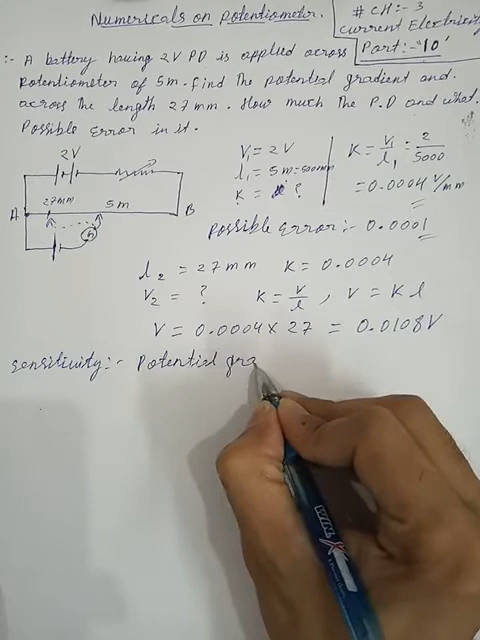 Numericals on Potentiometer.
# CH:- 3
Current Electricity
Part:- "10"
:- A battery having 2V PD is applied across
Potentiometer of 5m. find the potential gradient and
across the length 27mm. How much the P.D and what
Possible Error in it.
2V
27mm
5m
A
B
G
V₁ = 2V
l₁ = 5m = 500mm
K = ?
K = V₁/l₁ = 2/5000
= 0.0004 V/mm
Possible Error:- 0.0001
l₂ = 27mm K = 0.0004
V₂ = ? K = V/l , V = Kl
V = 0.0004 × 27 = 0.0108V
Sensitivity:- Potential gra
WIN